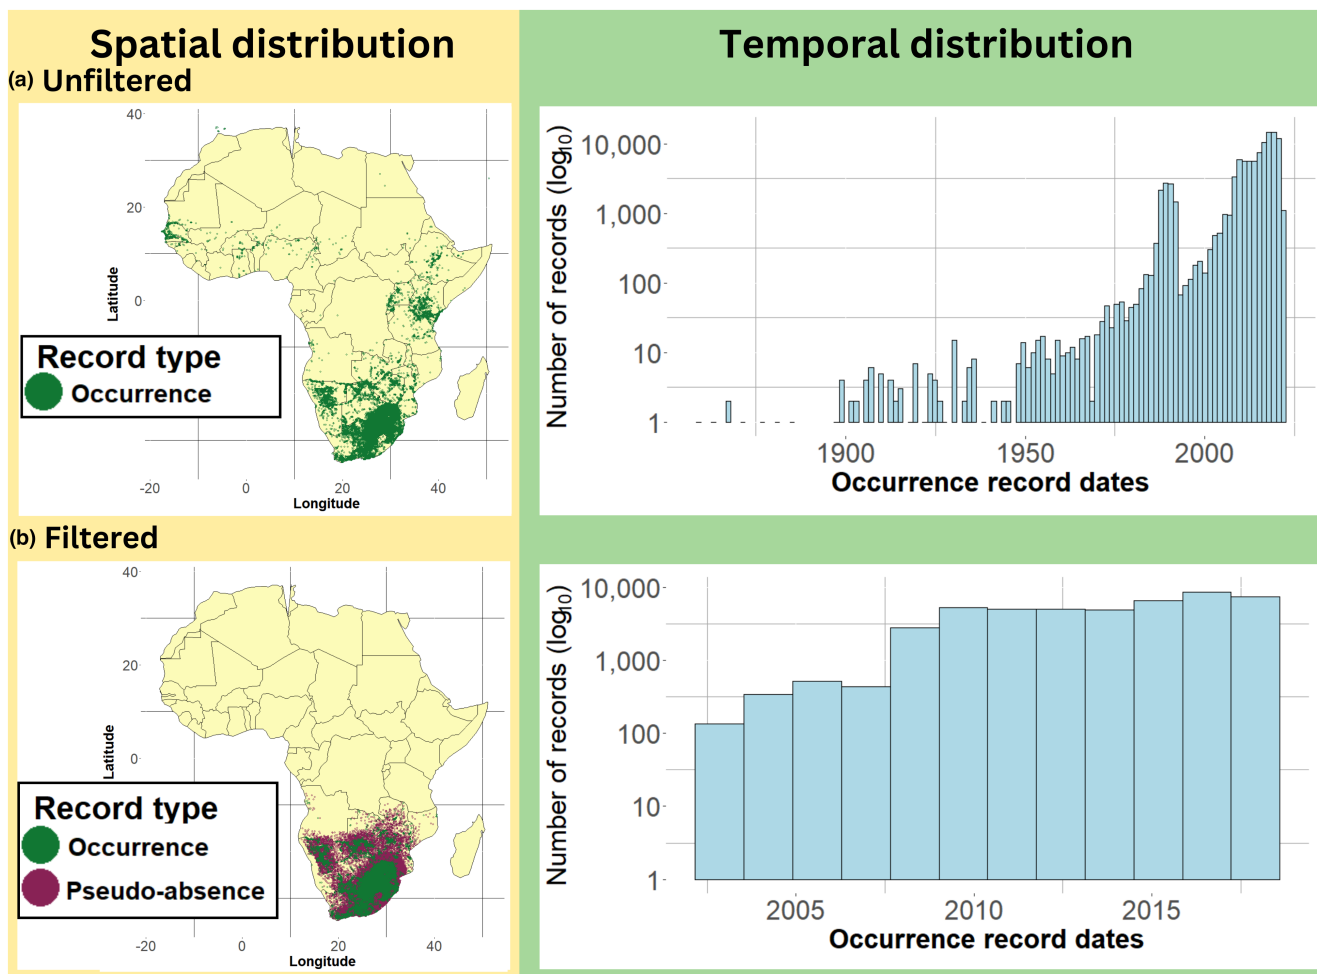 Spatial distribution
Temporal distribution
(a) Unfiltered
40
20
0
Latitude
Record type
Occurrence
-20 0 20 40
Longitude
Number of records (log10)
10,000
1,000
100
10
1
1900 1950 2000
Occurrence record dates
(b) Filtered
40
20
0
Latitude
Record type
Occurrence
Pseudo-absence
-20 0 20 40
Longitude
Number of records (log10)
10,000
1,000
100
10
1
2005 2010 2015
Occurrence record dates